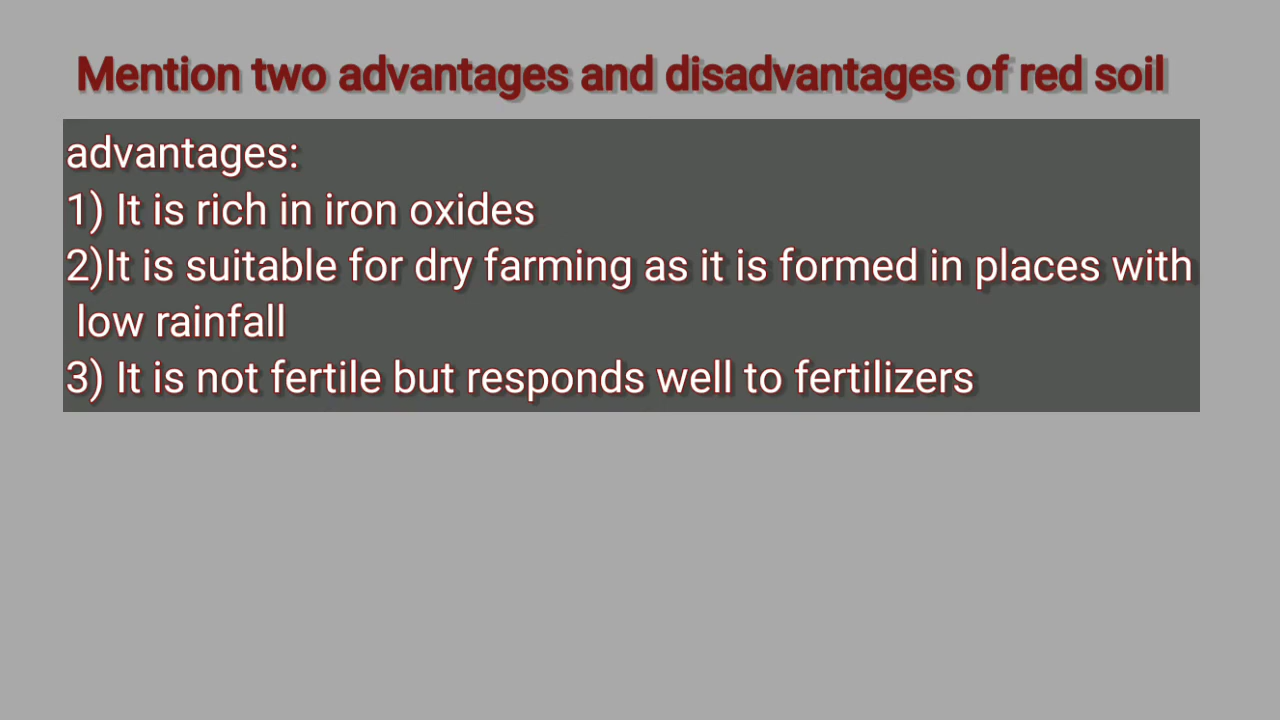 Mention two advantages and disadvantages of red soil
advantages:
1) It is rich in iron oxides
2)It is suitable for dry farming as it is formed in places with
low rainfall
3) It is not fertile but responds well to fertilizers